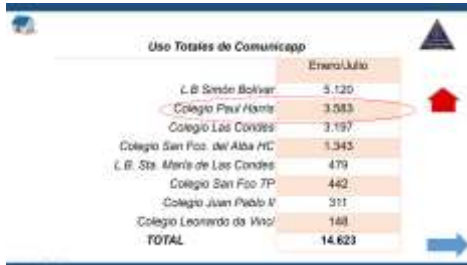 Uso Totales de Comunicapp
Enero/Julio
L.B Simón Bolívar 5.120
Colegio Paul Harris 3.583
Colegio Las Condes 3.197
Colegio San Fco. del Alba HC 1.343
L.B. Sta. María de Las Condes 479
Colegio San Fco TP 442
Colegio Juan Pablo II 311
Colegio Leonardo da Vinci 148
TOTAL 14.623